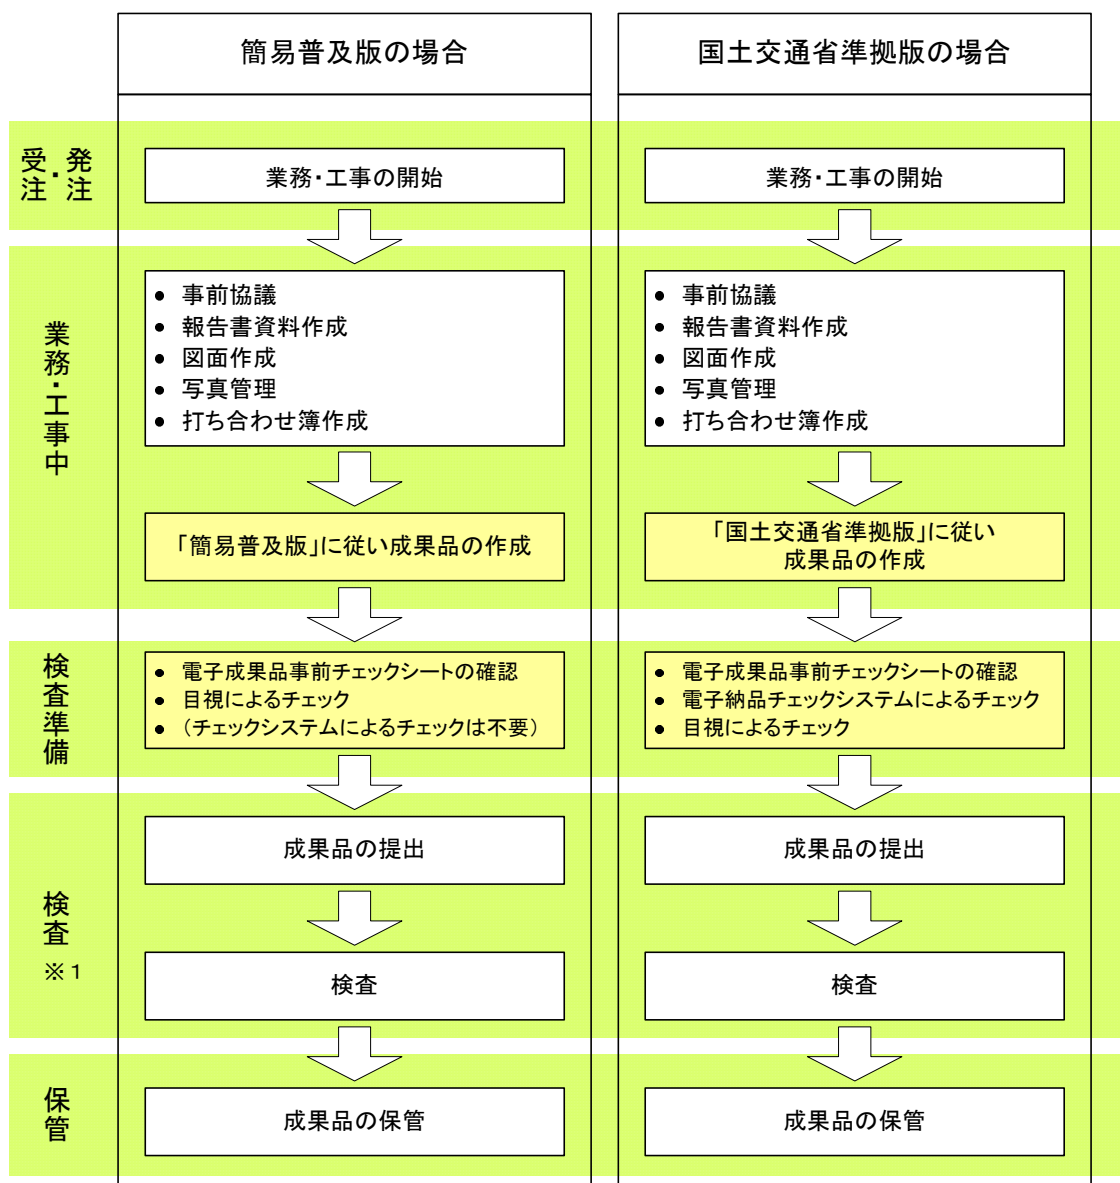 簡易普及版の場合
国土交通省準拠版の場合
受注・発注
業務・工事の開始
業務・工事の開始
業務・工事中
● 事前協議
● 報告書資料作成
● 図面作成
● 写真管理
● 打ち合わせ簿作成
● 事前協議
● 報告書資料作成
● 図面作成
● 写真管理
● 打ち合わせ簿作成
「簡易普及版」に従い成果品の作成
「国土交通省準拠版」に従い
成果品の作成
検査準備
● 電子成果品事前チェックシートの確認
● 目視によるチェック
● （チェックシステムによるチェックは不要）
● 電子成果品事前チェックシートの確認
● 電子納品チェックシステムによるチェック
● 目視によるチェック
検査
※1
成果品の提出
成果品の提出
検査
検査
保管
成果品の保管
成果品の保管